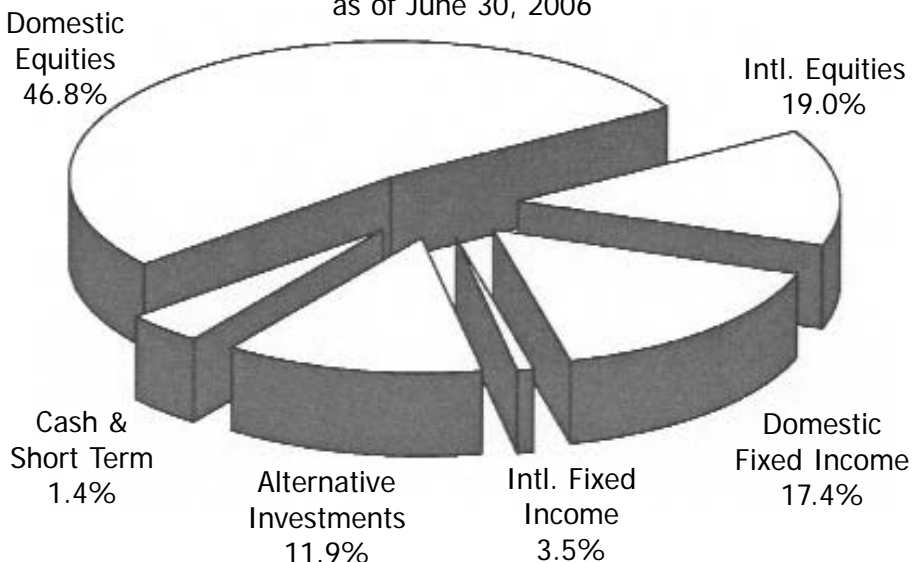 as of June 30, 2006
Domestic
Equities
46.8%
Intl. Equities
19.0%
Cash &
Short Term
1.4%
Alternative
Investments
11.9%
Intl. Fixed
Income
3.5%
Domestic
Fixed Income
17.4%